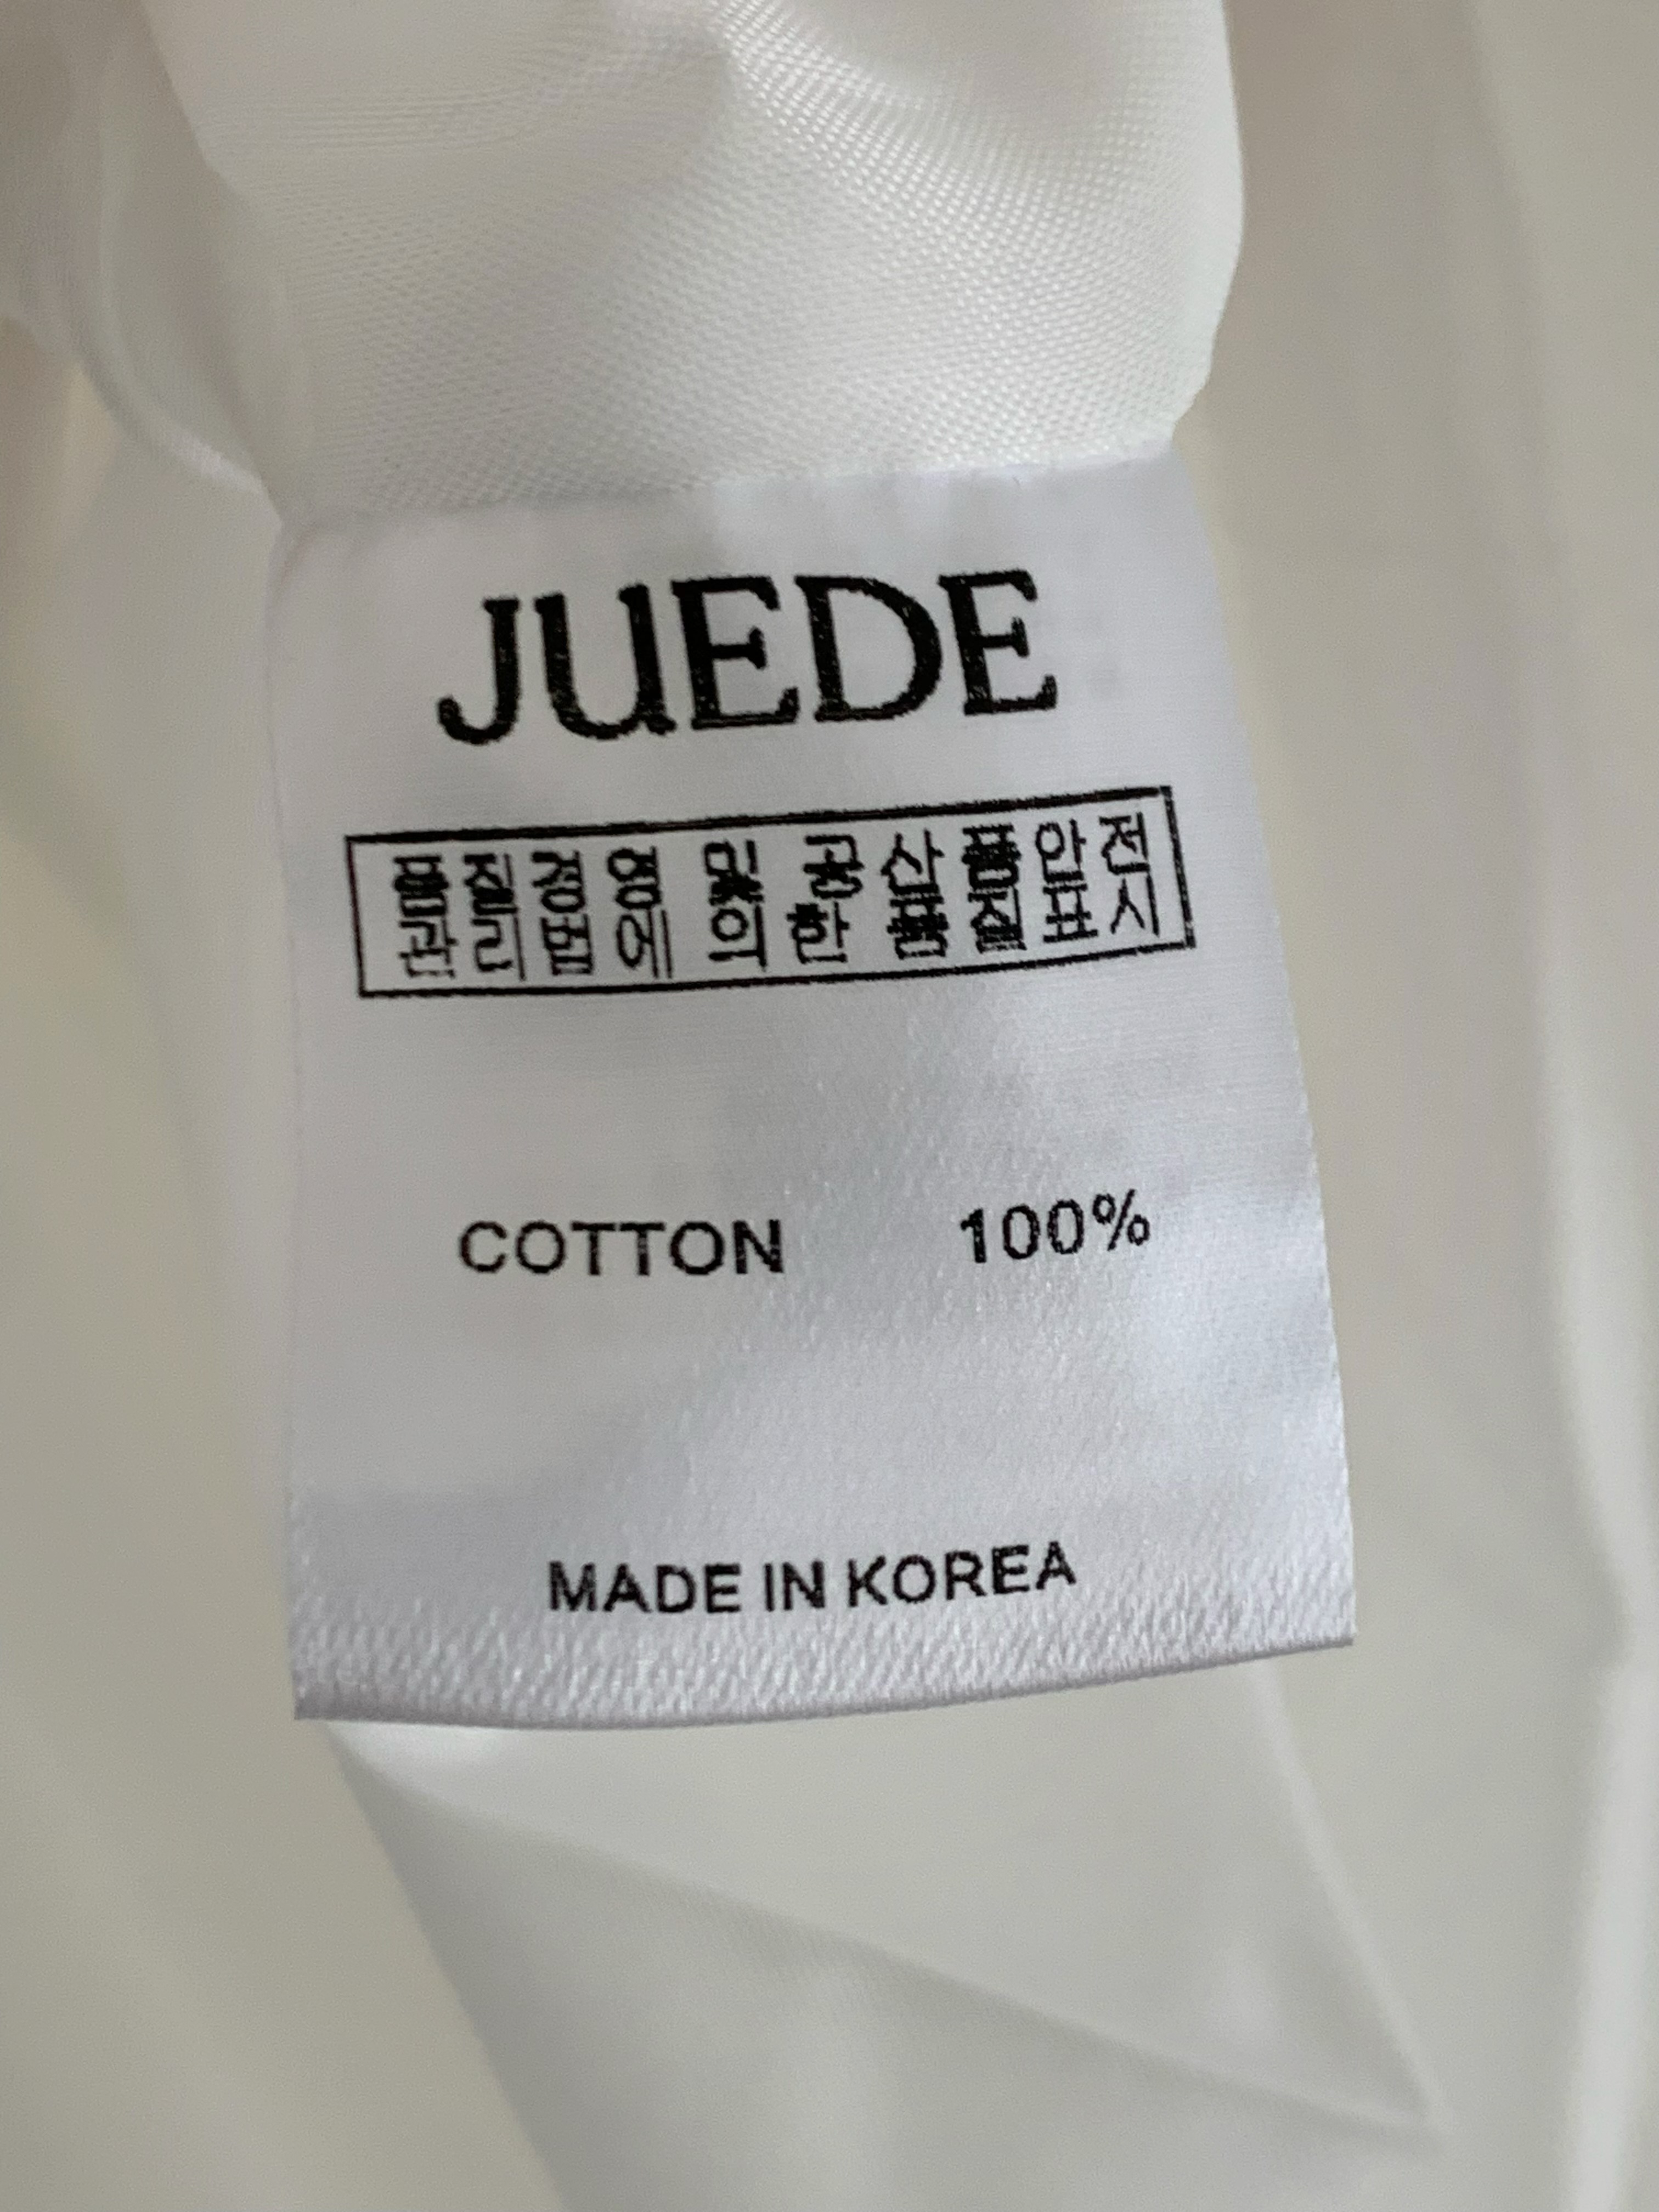 JUEDE
품질경영 및 공산품안전
관리법에 의한 품질표시
COTTON 100%
MADE IN KOREA